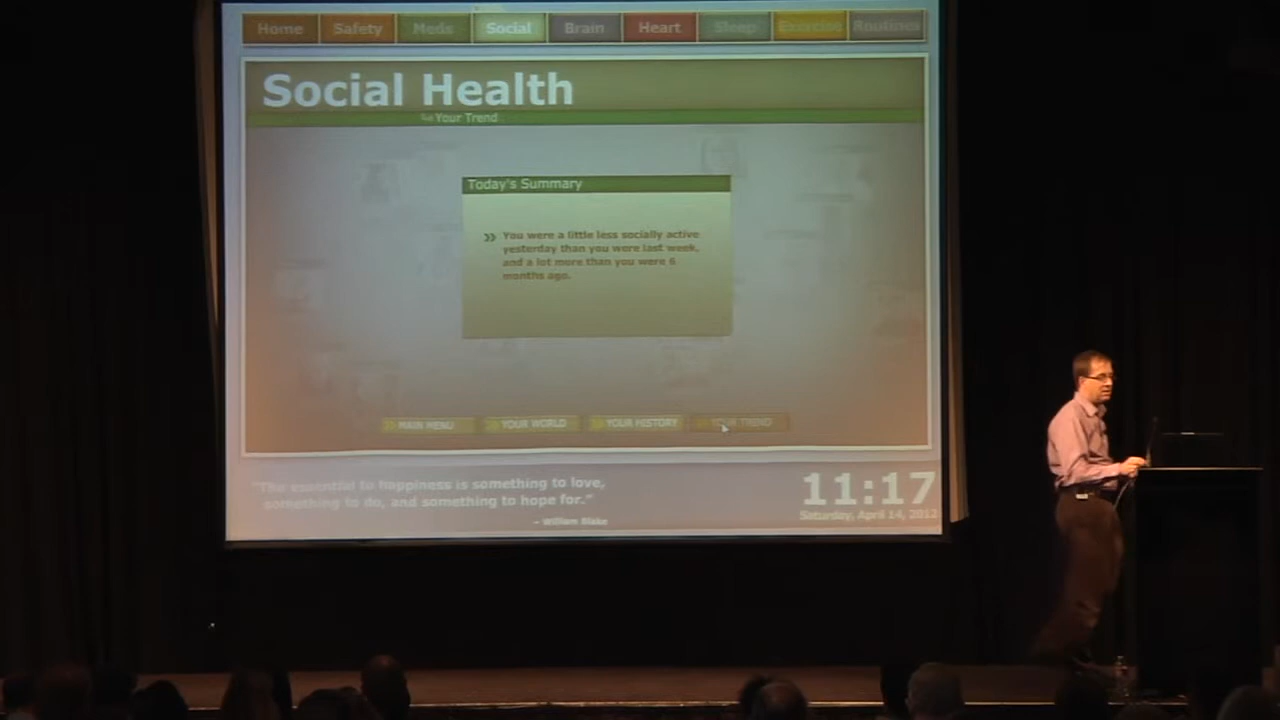 Home Safety Meds Social Brain Heart Sleep Exercise Routines
Social Health
Your Trend
Today's Summary
You were a little less socially active
yesterday than you were last week,
and a lot more than you were 6
months ago.
MAIN MENU YOUR WORLD YOUR HISTORY YOUR TREND
"The essential to happiness is something to love,
something to do, and something to hope for."
~ William Blake
11:17
Saturday, April 14, 2012